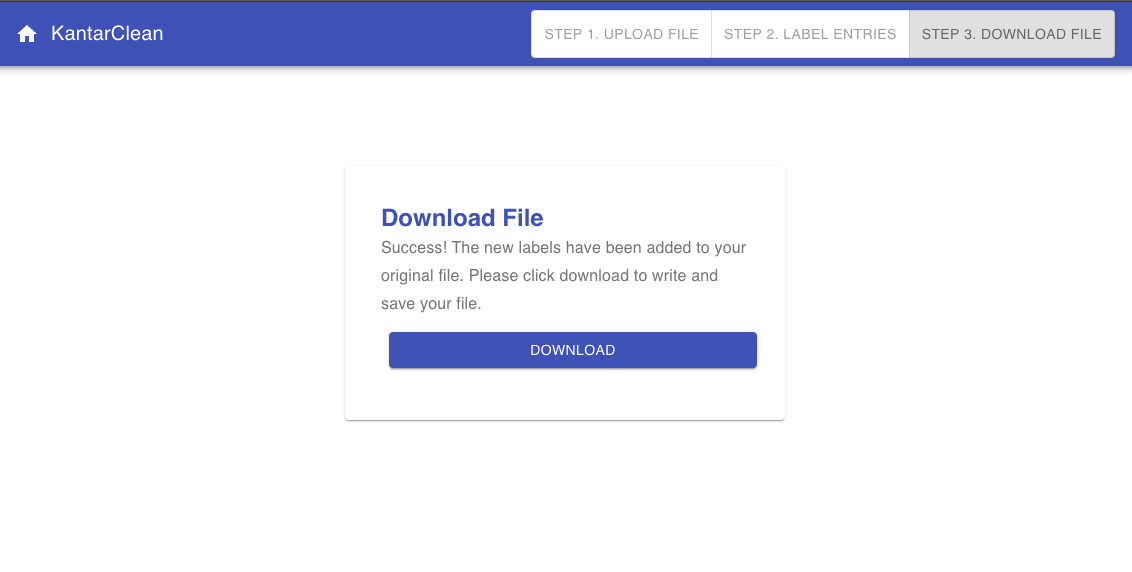 KantarClean
STEP 1. UPLOAD FILE
STEP 2. LABEL ENTRIES
STEP 3. DOWNLOAD FILE
Download File
Success! The new labels have been added to your
original file. Please click download to write and
save your file.
DOWNLOAD